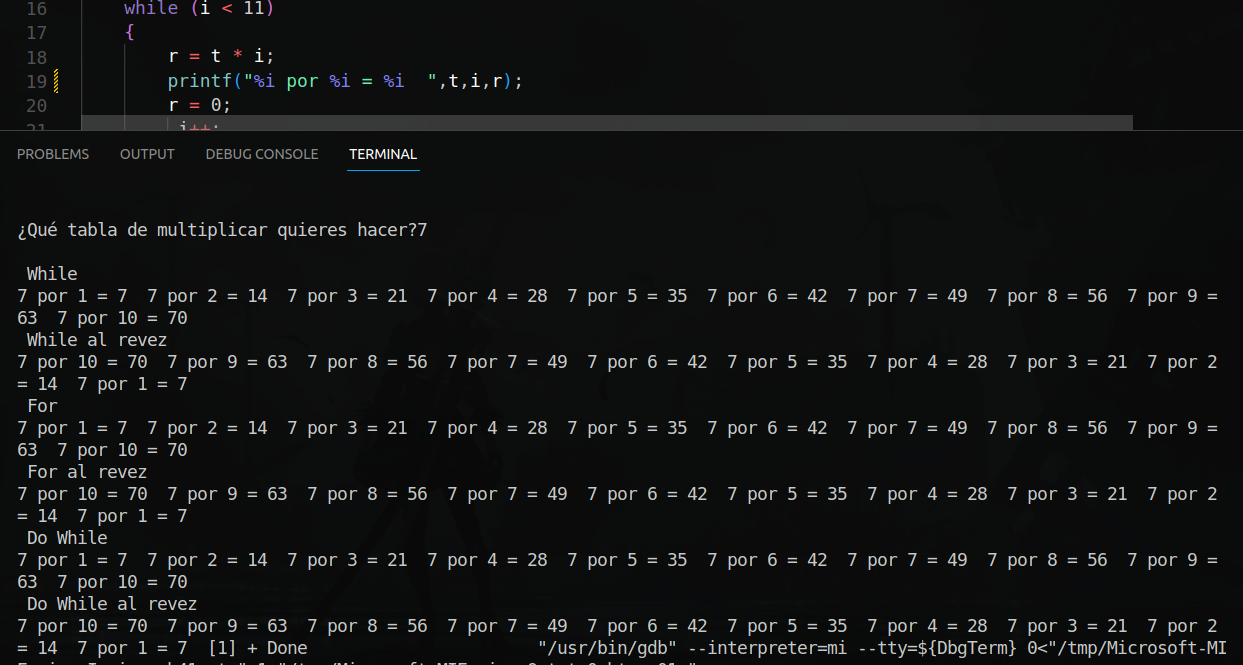 16 while (i < 11)
17 {
18 r = t * i;
19 printf("%i por %i = %i  ",t,i,r);
20 r = 0;
21 i++;
PROBLEMS OUTPUT DEBUG CONSOLE TERMINAL
¿Qué tabla de multiplicar quieres hacer?7
While
7 por 1 = 7  7 por 2 = 14  7 por 3 = 21  7 por 4 = 28  7 por 5 = 35  7 por 6 = 42  7 por 7 = 49  7 por 8 = 56  7 por 9 =
63  7 por 10 = 70
While al revez
7 por 10 = 70  7 por 9 = 63  7 por 8 = 56  7 por 7 = 49  7 por 6 = 42  7 por 5 = 35  7 por 4 = 28  7 por 3 = 21  7 por 2
= 14  7 por 1 = 7
For
7 por 1 = 7  7 por 2 = 14  7 por 3 = 21  7 por 4 = 28  7 por 5 = 35  7 por 6 = 42  7 por 7 = 49  7 por 8 = 56  7 por 9 =
63  7 por 10 = 70
For al revez
7 por 10 = 70  7 por 9 = 63  7 por 8 = 56  7 por 7 = 49  7 por 6 = 42  7 por 5 = 35  7 por 4 = 28  7 por 3 = 21  7 por 2
= 14  7 por 1 = 7
Do While
7 por 1 = 7  7 por 2 = 14  7 por 3 = 21  7 por 4 = 28  7 por 5 = 35  7 por 6 = 42  7 por 7 = 49  7 por 8 = 56  7 por 9 =
63  7 por 10 = 70
Do While al revez
7 por 10 = 70  7 por 9 = 63  7 por 8 = 56  7 por 7 = 49  7 por 6 = 42  7 por 5 = 35  7 por 4 = 28  7 por 3 = 21  7 por 2
= 14  7 por 1 = 7  [1] + Done "/usr/bin/gdb" --interpreter=mi --tty=${DbgTerm} 0<"/tmp/Microsoft-MI